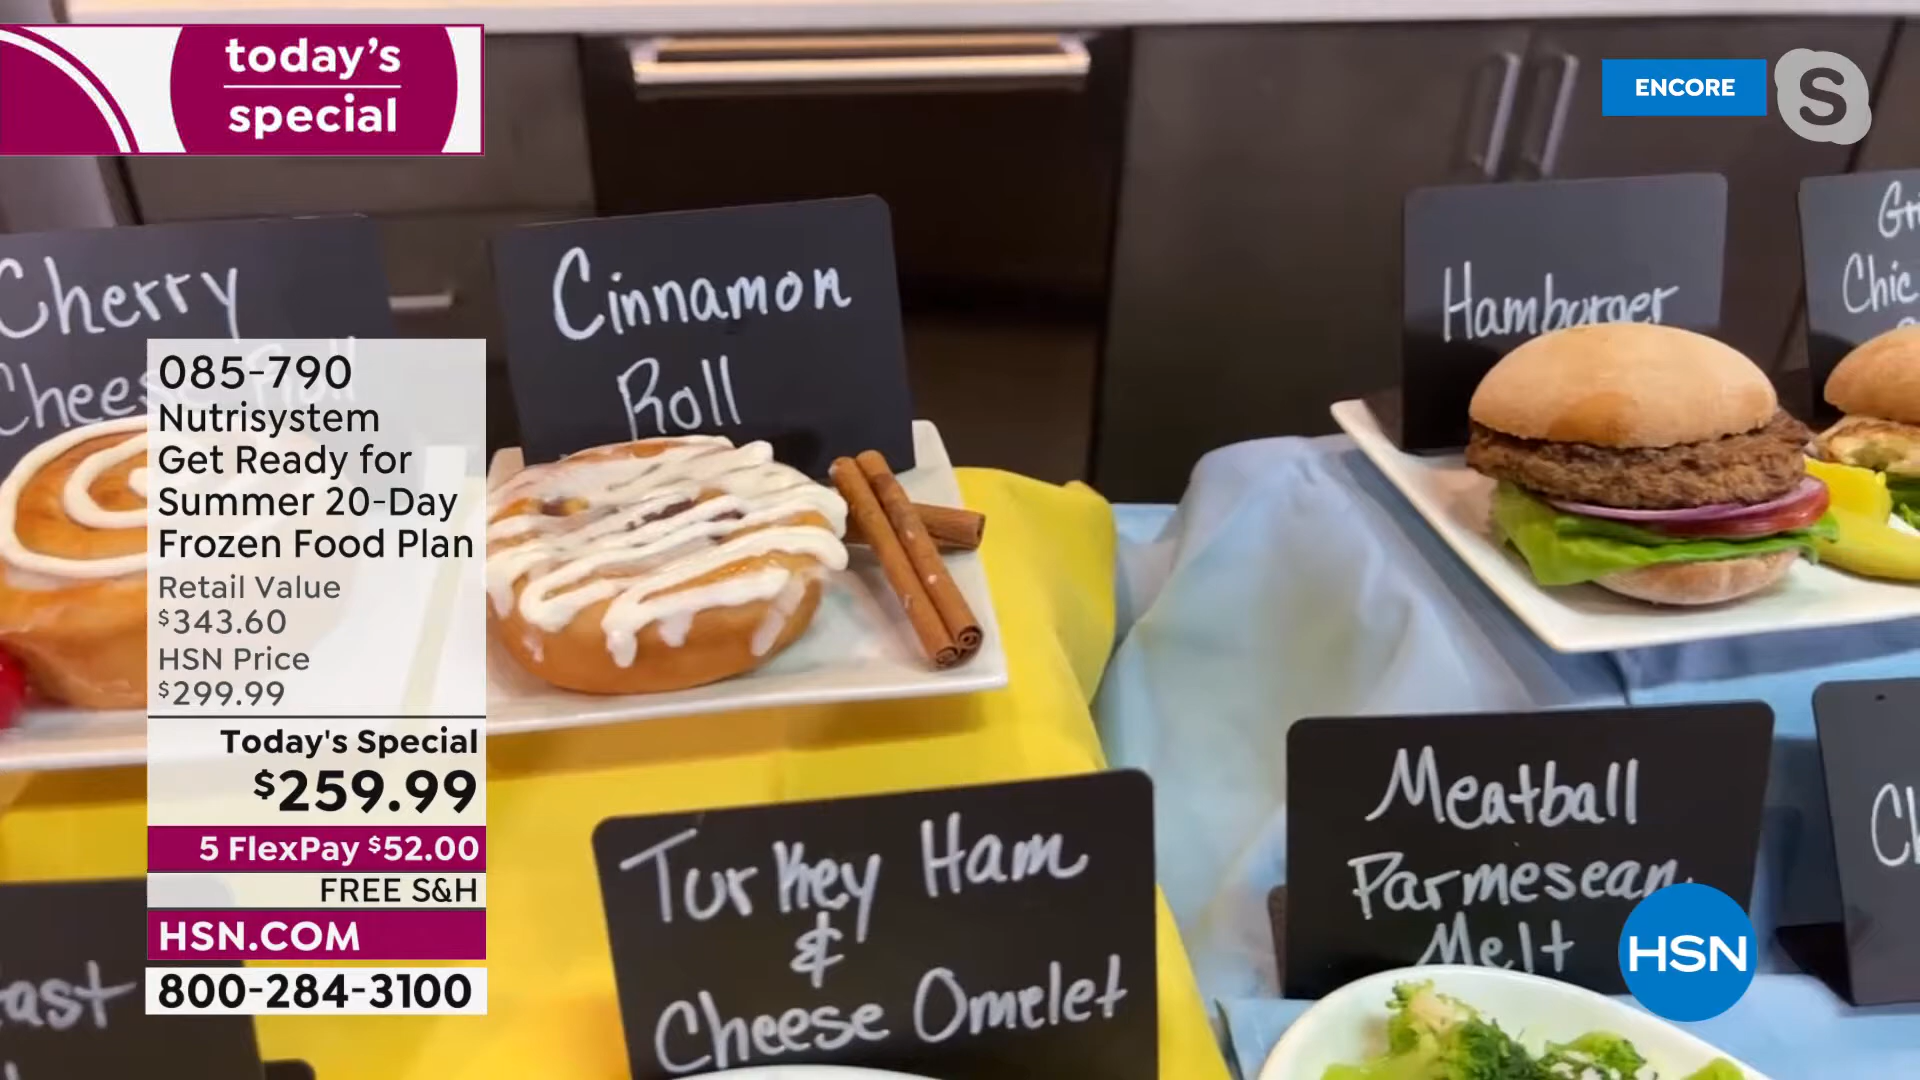 today's
special
ENCORE
S
Cherry
Cheese Roll
Cinnamon
Roll
Hamburger
085-790
Nutrisystem
Get Ready for
Summer 20-Day
Frozen Food Plan
Retail Value
$343.60
HSN Price
$299.99
Today's Special
$259.99
5 FlexPay $52.00
FREE S&H
HSN.COM
800-284-3100
Turkey Ham
&
Cheese Omelet
Meatball
Parmesean
Melt
HSN